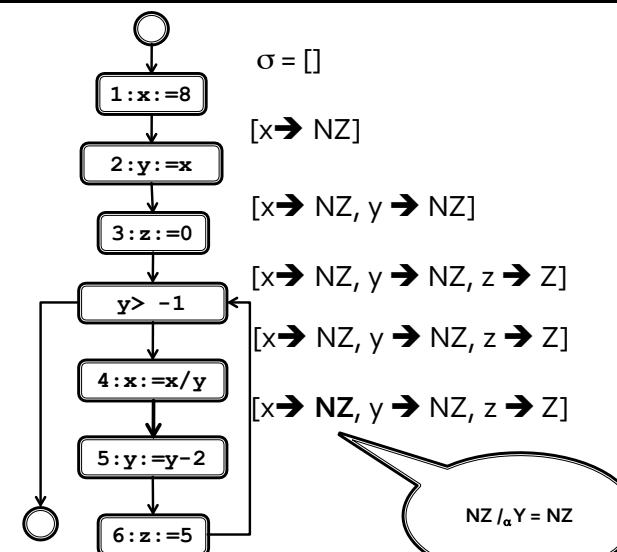 σ = []
1:x:=8
[x➔ NZ]
2:y:=x
[x➔ NZ, y ➔ NZ]
3:z:=0
[x➔ NZ, y ➔ NZ, z ➔ Z]
y> -1
[x➔ NZ, y ➔ NZ, z ➔ Z]
4:x:=x/y
[x➔ NZ, y ➔ NZ, z ➔ Z]
5:y:=y-2
NZ /α Y = NZ
6:z:=5